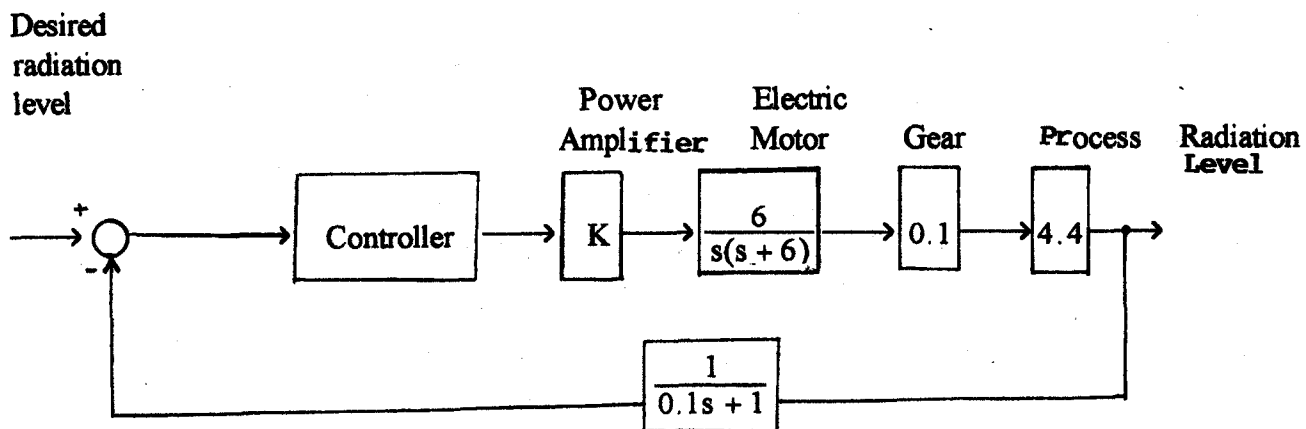 Desired
radiation
level
Power
Amplifier
Electric
Motor
Gear
Process
Radiation
Level
+
-
Controller
K
6
s(s + 6)
0.1
4.4
1
0.1s + 1